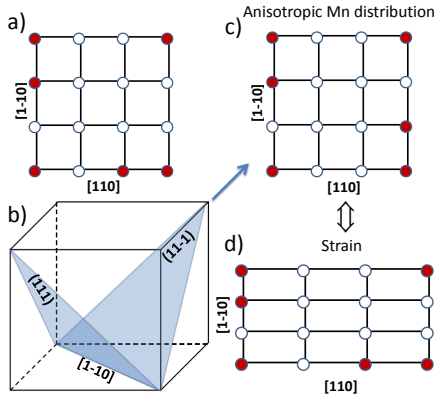 a)
[1-10]
[110]
c)
Anisotropic Mn distribution
[1-10]
[110]
b)
(111)
(11-1)
[1-10]
d)
Strain
[1-10]
[110]